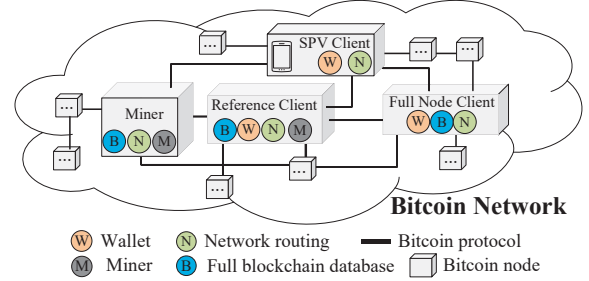 SPV Client
W N
...
... ...
...
Miner
B N M
Reference Client
B W N M
Full Node Client
W B N
...
... ... ...
Bitcoin Network
W Wallet N Network routing Bitcoin protocol
M Miner B Full blockchain database ... Bitcoin node